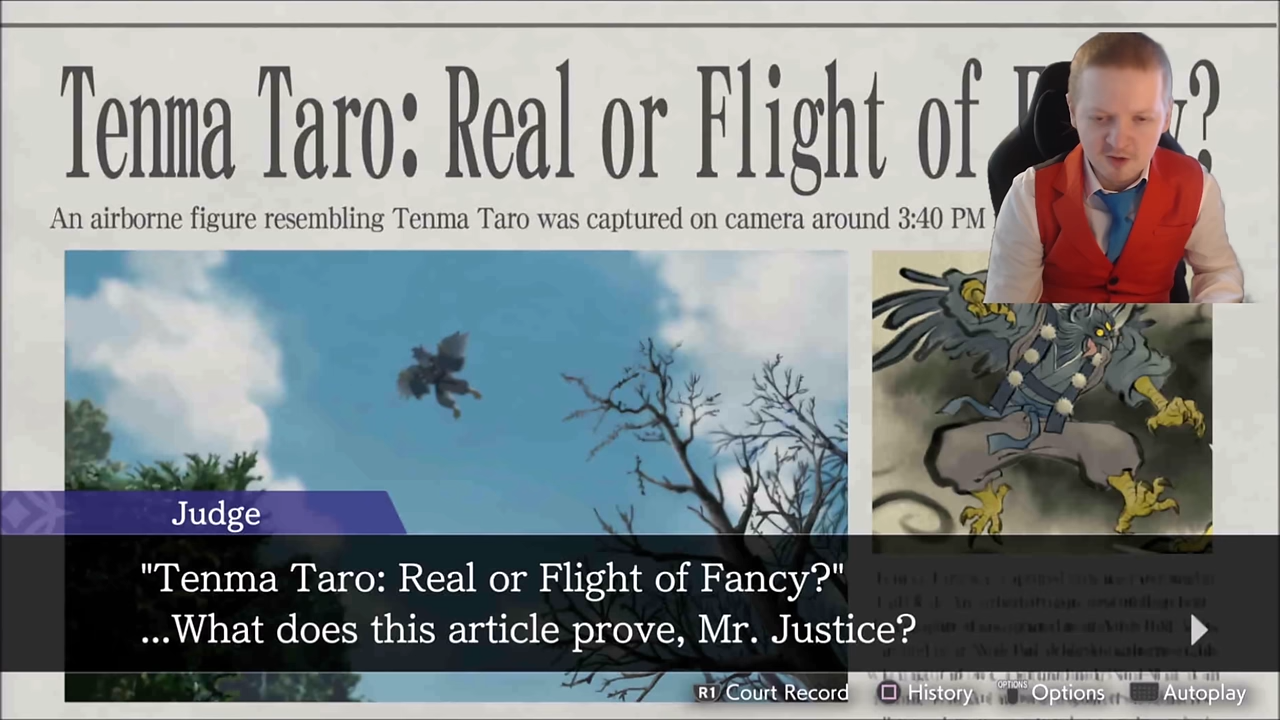 Tenma Taro: Real or Flight of y?
An airborne figure resembling Tenma Taro was captured on camera around 3:40 PM
Judge
"Tenma Taro: Real or Flight of Fancy?"
...What does this article prove, Mr. Justice?
R1 Court Record History OPTIONS Options Autoplay